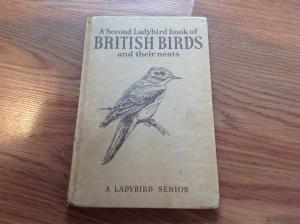 A Second Ladybird book of
BRITISH BIRDS
and their nests
A LADYBIRD SENIOR